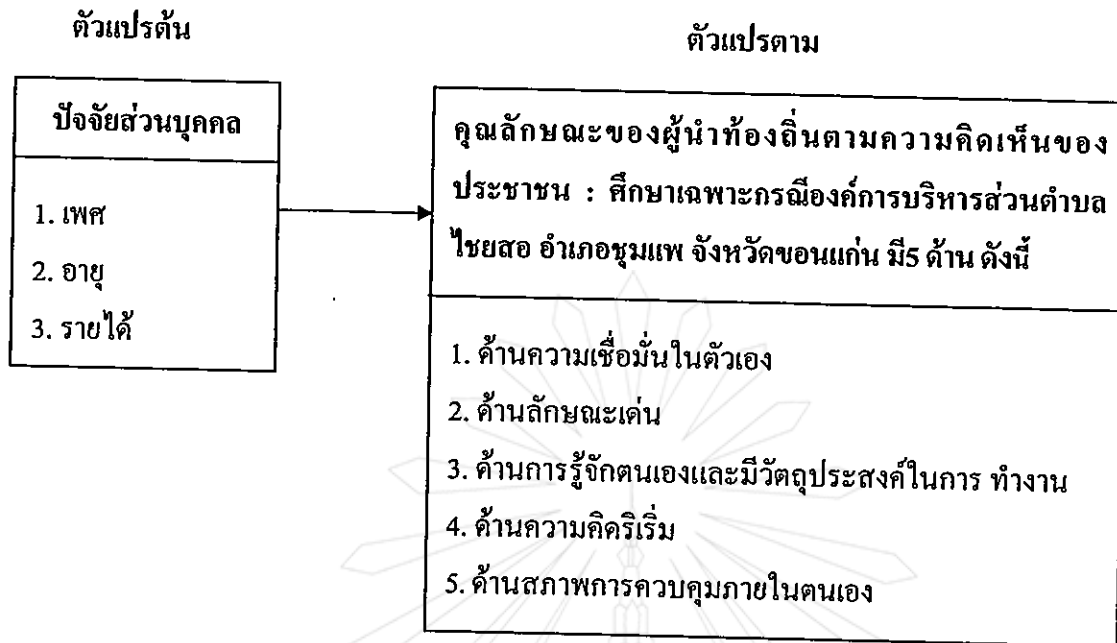 ตัวแปรต้น
ปัจจัยส่วนบุคคล
1. เพศ
2. อายุ
3. รายได้
ตัวแปรตาม
คุณลักษณะของผู้นำท้องถิ่นตามความคิดเห็นของ
ประชาชน : ศึกษาเฉพาะกรณีองค์การบริหารส่วนตำบล
ไชยสอ อำเภอชุมแพ จังหวัดขอนแก่น มี5 ด้าน ดังนี้
1. ด้านความเชื่อมั่นในตัวเอง
2. ด้านลักษณะเด่น
3. ด้านการรู้จักตนเองและมีวัตถุประสงค์ในการ ทำงาน
4. ด้านความคิดริเริ่ม
5. ด้านสภาพการควบคุมภายในตนเอง